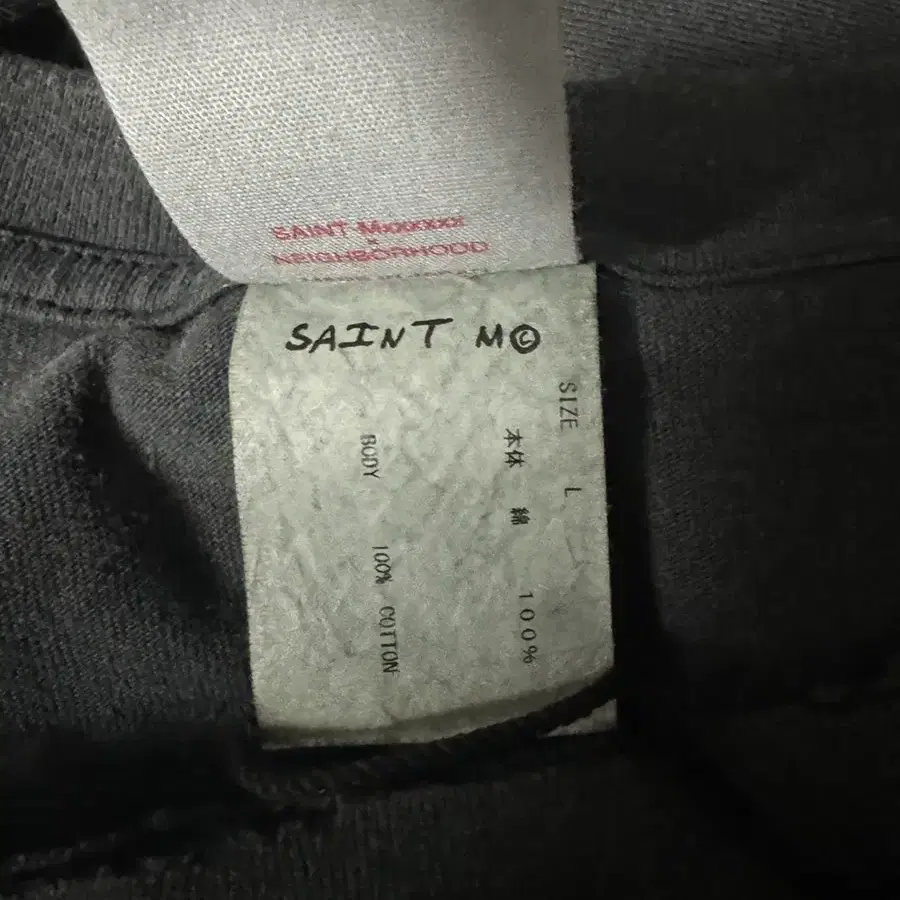 SAINT Mxxxxxx
×
NEIGHBORHOOD
SAINT M©
SIZE L
本体 綿 100%
BODY 100% COTTON